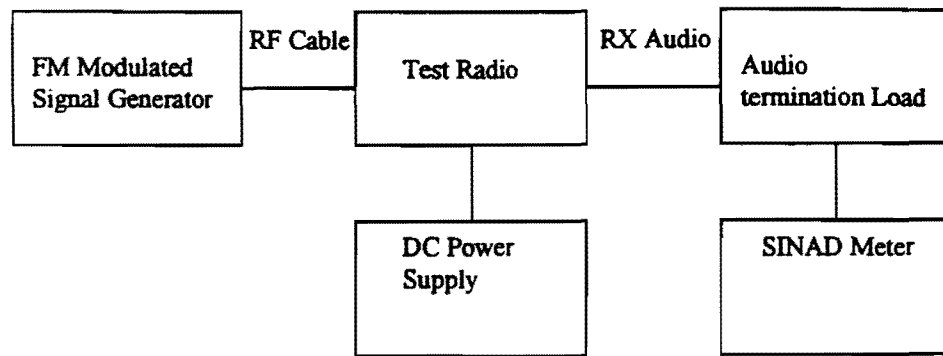 RF Cable
RX Audio
FM Modulated
Signal Generator
Test Radio
Audio
termination Load
DC Power
Supply
SINAD Meter